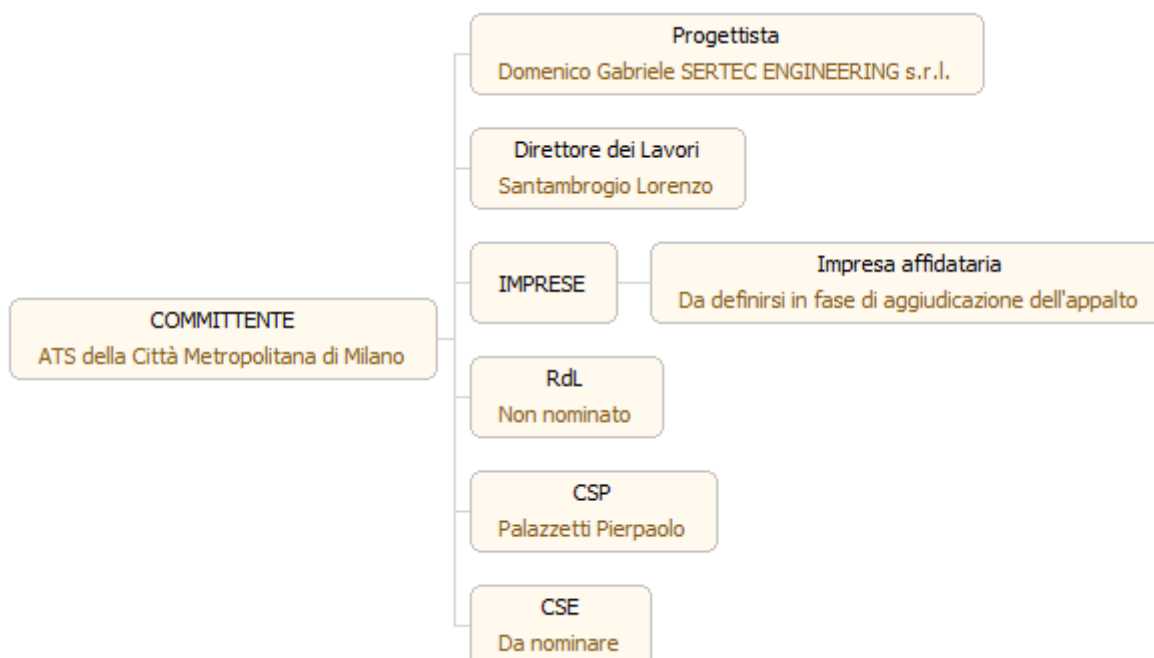 Progettista
Domenico Gabriele SERTEC ENGINEERING s.r.l.
Direttore dei Lavori
Santambrogio Lorenzo
IMPRESE
Impresa affidataria
Da definirsi in fase di aggiudicazione dell'appalto
COMMITTENTE
ATS della Città Metropolitana di Milano
RdL
Non nominato
CSP
Palazzetti Pierpaolo
CSE
Da nominare